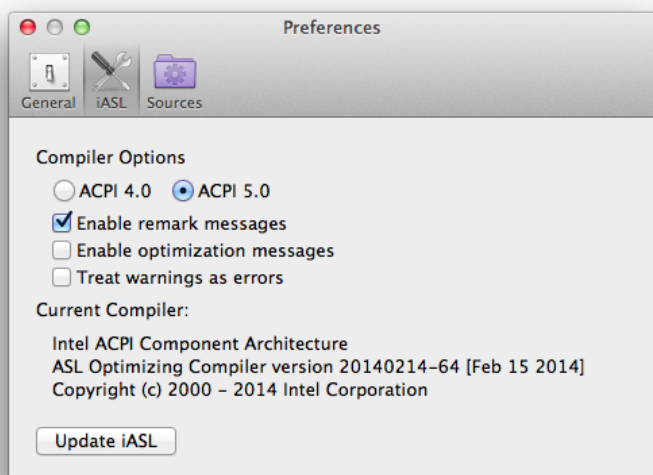 Preferences
General iASL Sources
Compiler Options
ACPI 4.0 ACPI 5.0
Enable remark messages
Enable optimization messages
Treat warnings as errors
Current Compiler:
Intel ACPI Component Architecture
ASL Optimizing Compiler version 20140214-64 [Feb 15 2014]
Copyright (c) 2000 - 2014 Intel Corporation
Update iASL